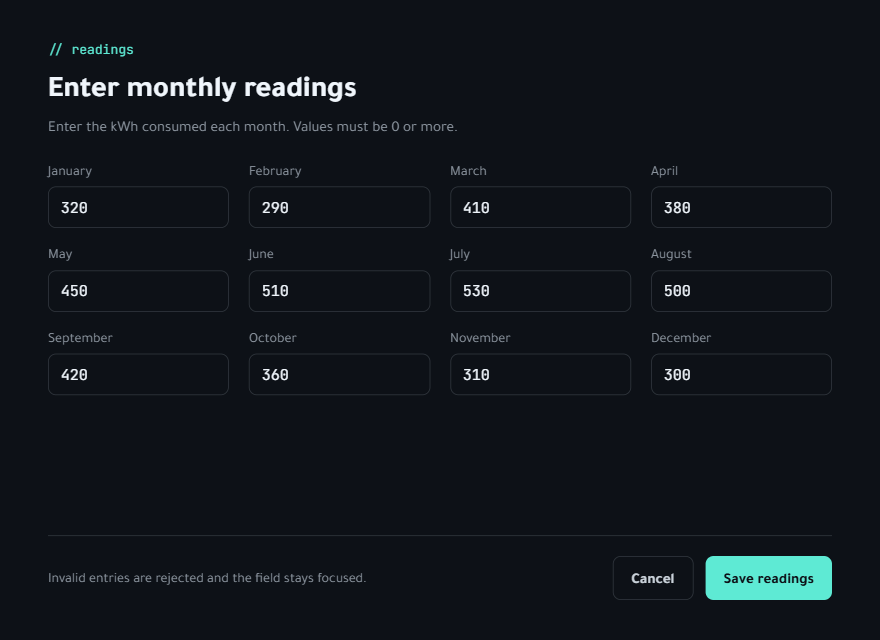 // readings
Enter monthly readings
Enter the kWh consumed each month. Values must be 0 or more.
January February March April
320 290 410 380
May June July August
450 510 530 500
September October November December
420 360 310 300
Invalid entries are rejected and the field stays focused. Cancel Save readings